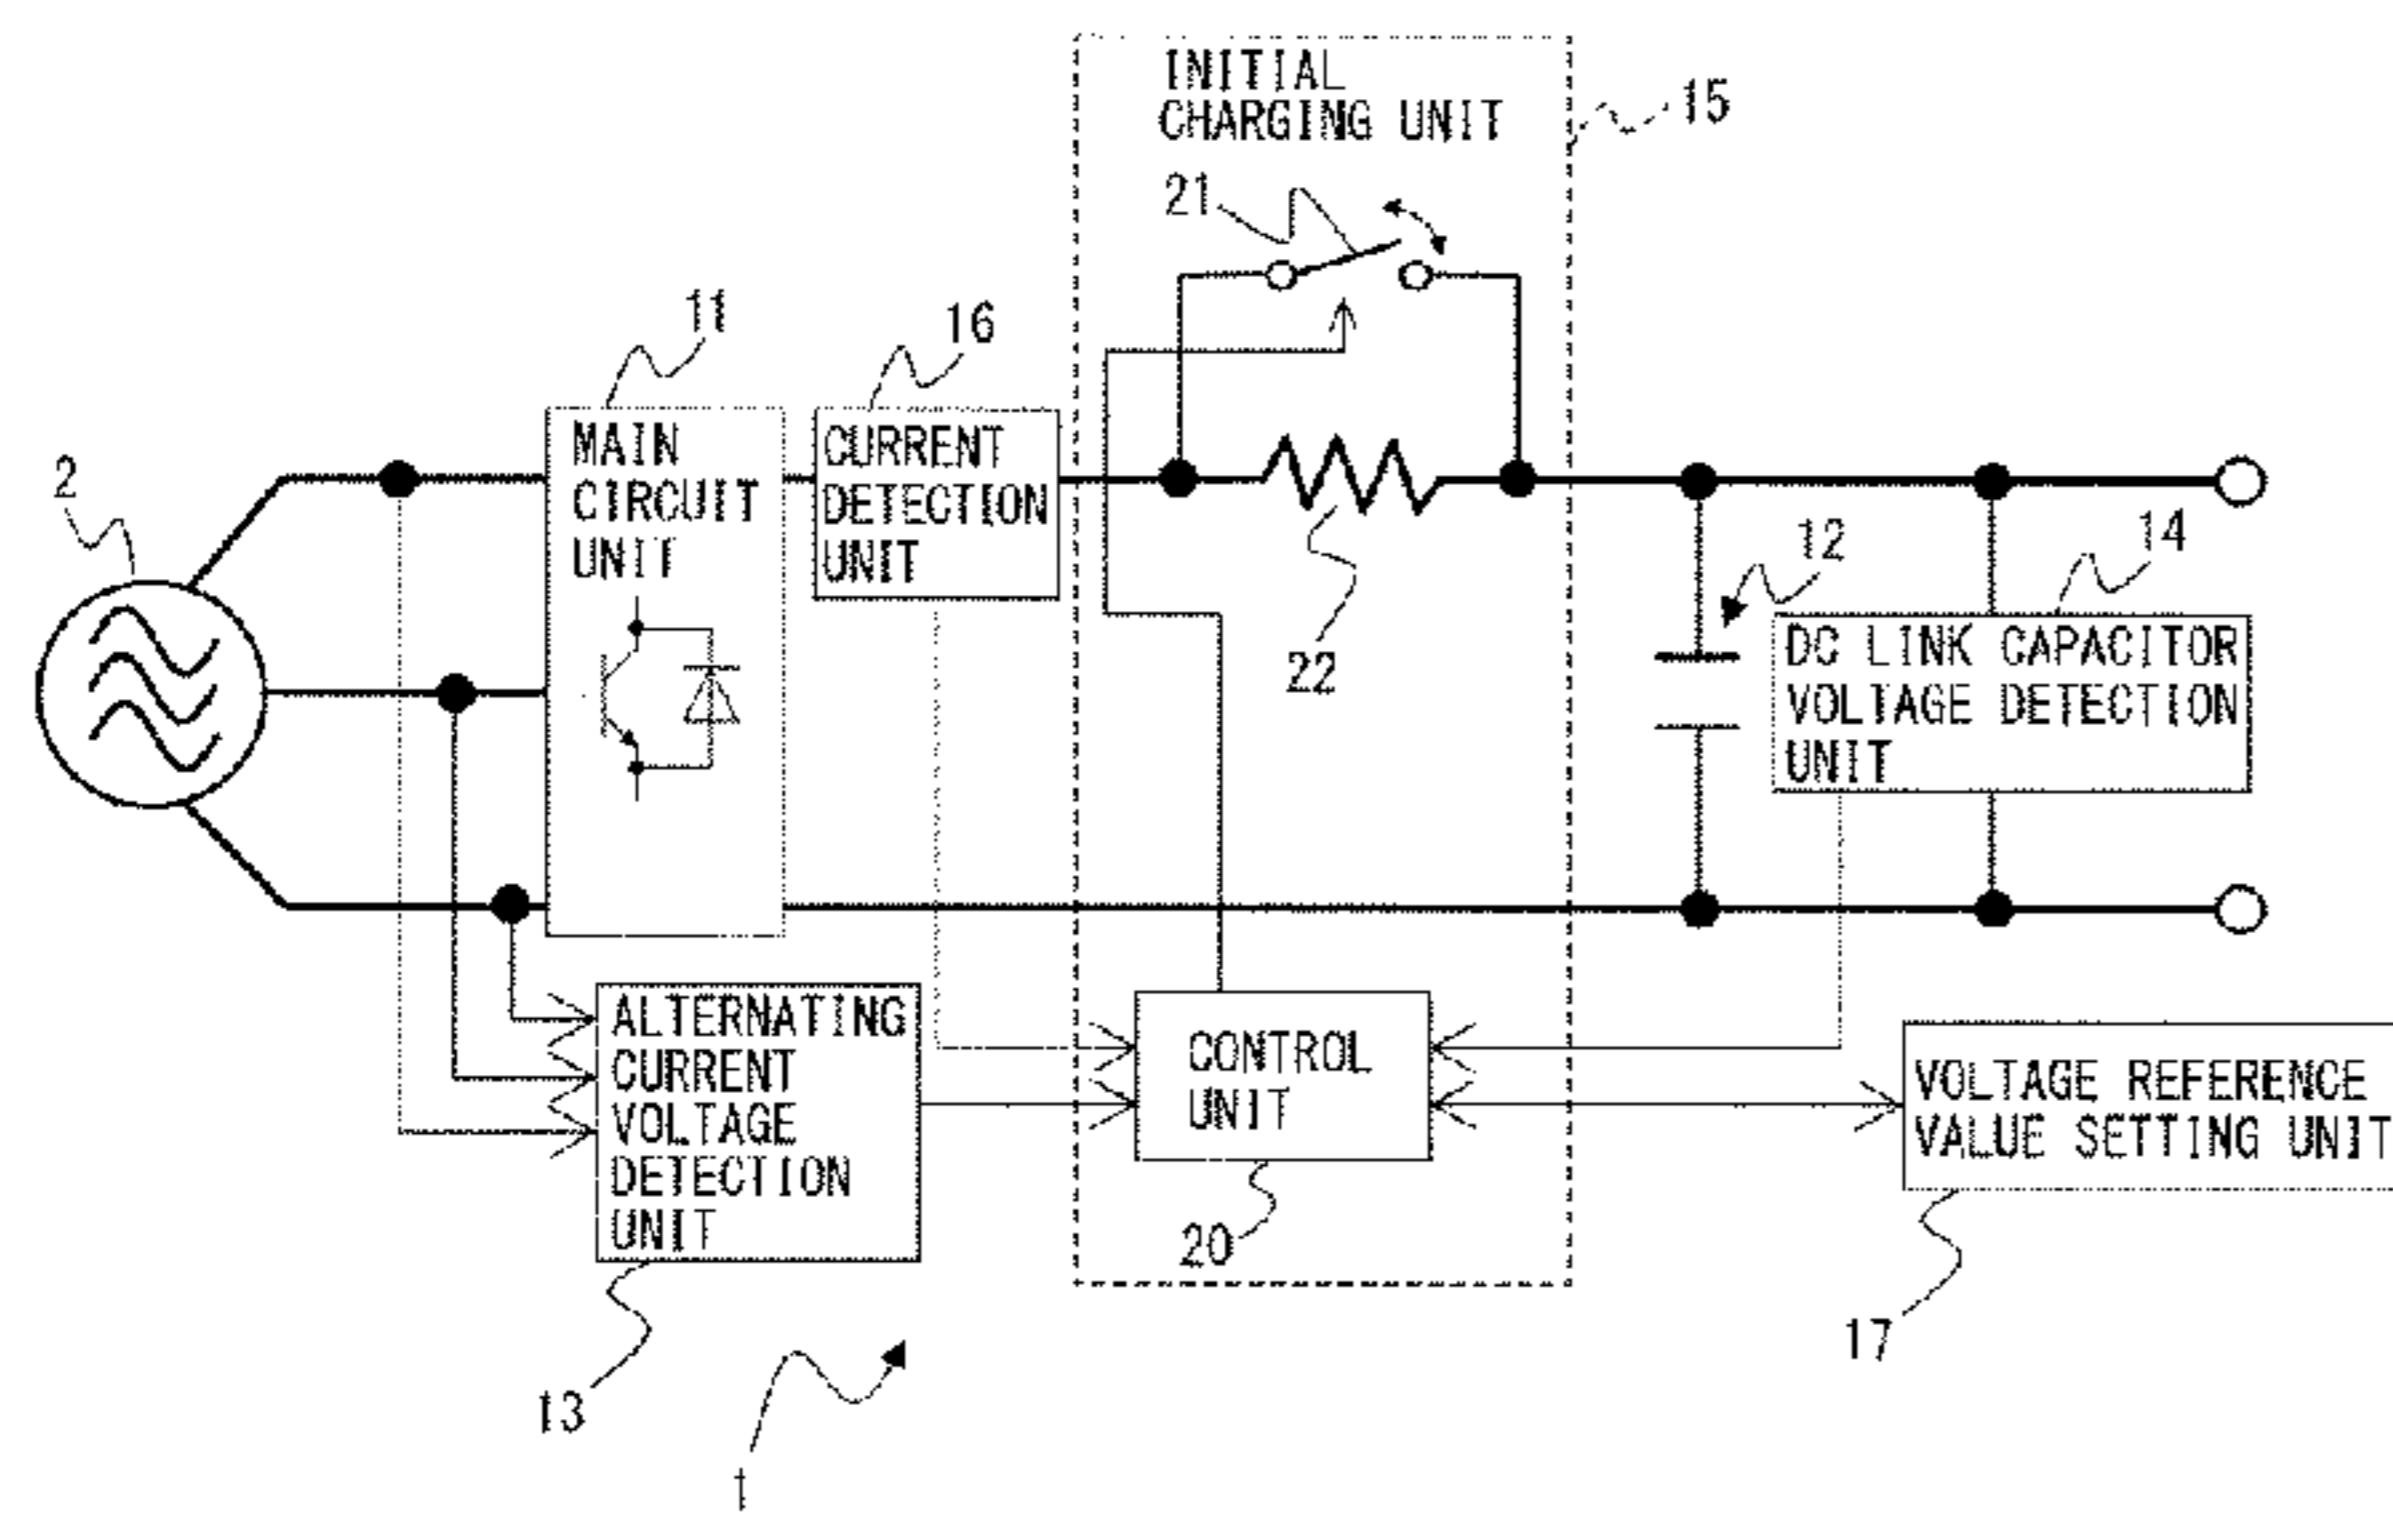 INITIAL
CHARGING UNIT
15
21
11
16
2
MAIN
CIRCUIT
UNIT
CURRENT
DETECTION
UNIT
22
12
14
DC LINK CAPACITOR
VOLTAGE DETECTION
UNIT
ALTERNATING
CURRENT
VOLTAGE
DETECTION
UNIT
CONTROL
UNIT
VOLTAGE REFERENCE
VALUE SETTING UNIT
20
13
17
1